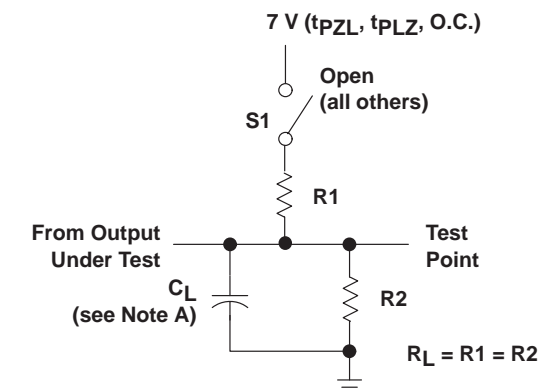 7 V (tPZL, tPLZ, O.C.)
Open
(all others)
S1
R1
From Output
Under Test
Test
Point
CL
(see Note A)
R2
RL = R1 = R2